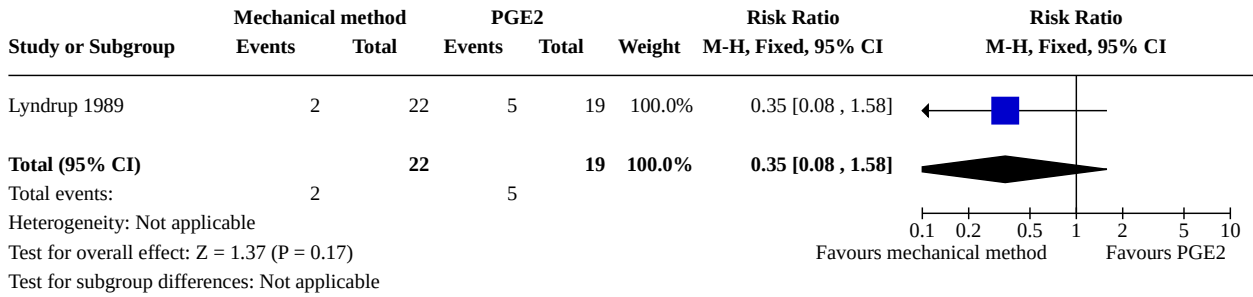 Mechanical method PGE2 Risk Ratio Risk Ratio
Study or Subgroup Events Total Events Total Weight M-H, Fixed, 95% CI M-H, Fixed, 95% CI
Lyndrup 1989 2 22 5 19 100.0% 0.35 [0.08 , 1.58]
Total (95% CI) 22 19 100.0% 0.35 [0.08 , 1.58]
Total events: 2 5
Heterogeneity: Not applicable
0.1 0.2 0.5 1 2 5 10
Test for overall effect: Z = 1.37 (P = 0.17) Favours mechanical method Favours PGE2
Test for subgroup differences: Not applicable